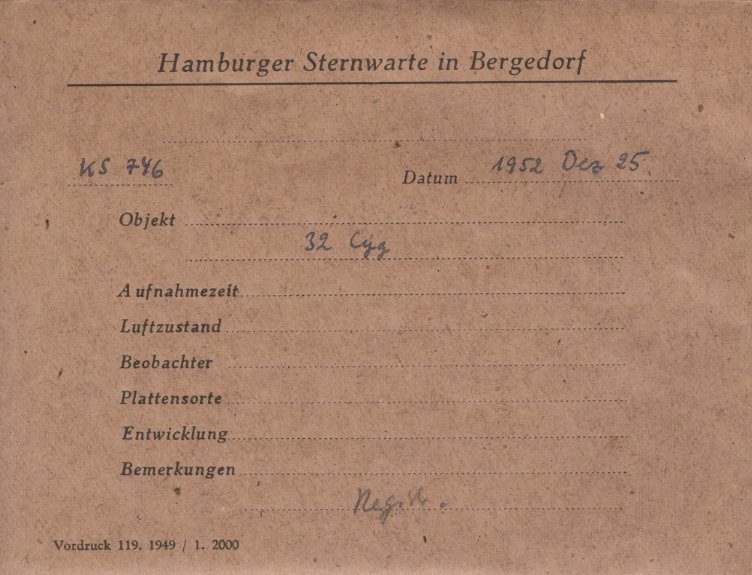 Hamburger Sternwarte in Bergedorf
KS 746 Datum 1952 Dez 25
Objekt
32 Cyg
Aufnahmezeit
Luftzustand
Beobachter
Plattensorte
Entwicklung
Bemerkungen
Vordruck 119. 1949 / 1. 2000